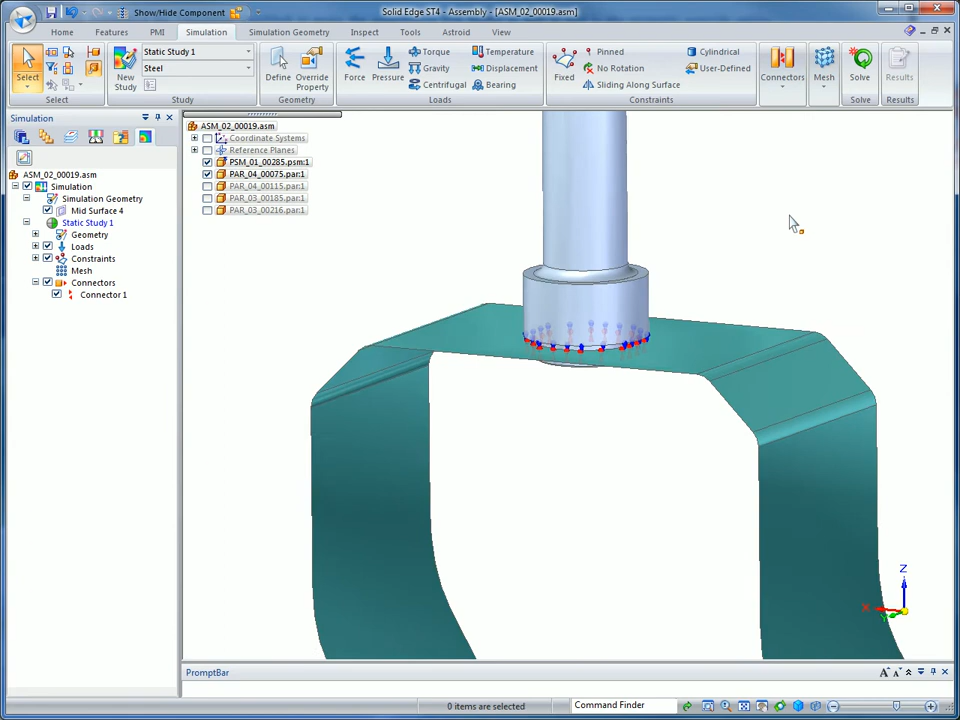 Show/Hide Component
Solid Edge ST4 - Assembly - [ASM_02_00019.asm]
Home
Features
PMI
Assembly
Simulation
Simulation Geometry
Inspect
Tools
Astroid
View
Select
Select
New Study
Static Study 1
Steel
Study
Define
Override Property
Geometry
Force
Pressure
Torque
Gravity
Centrifugal
Temperature
Displacement
Bearing
Loads
Fixed
Pinned
No Rotation
Sliding Along Surface
Cylindrical
User-Defined
Constraints
Connectors
Mesh
Solve
Solve
Results
Results
Simulation
ASM_02_00019.asm
Simulation
Simulation Geometry
Mid Surface 4
Static Study 1
Geometry
Loads
Constraints
Mesh
Connectors
Connector 1
ASM_02_00019.asm
Coordinate Systems
Reference Planes
PSM_01_00285.psm:1
PAR_04_00075.par:1
PAR_04_00115.par:1
PAR_03_00185.par:1
PAR_03_00216.par:1
Z
X
Y
PromptBar
0 items are selected
Command Finder